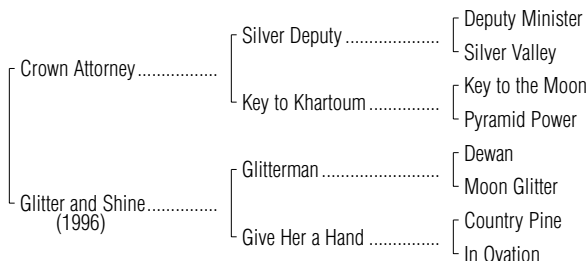 Deputy Minister
Silver Deputy ....................
Silver Valley
Crown Attorney.................
Key to the Moon
Key to Khartoum ...............
Pyramid Power
Dewan
Glitterman .........................
Moon Glitter
Glitter and Shine...............
(1996)
Country Pine
Give Her a Hand ...............
In Ovation